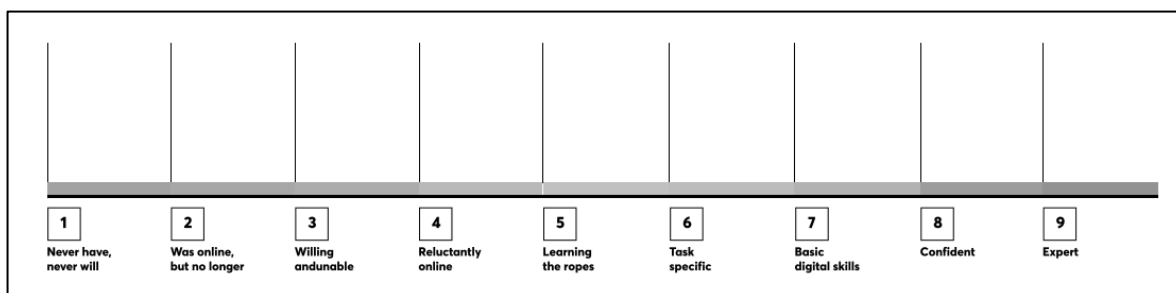 1
Never have,
never will
2
Was online,
but no longer
3
Willing
andunable
4
Reluctantly
online
5
Learning
the ropes
6
Task
specific
7
Basic
digital skills
8
Confident
9
Expert